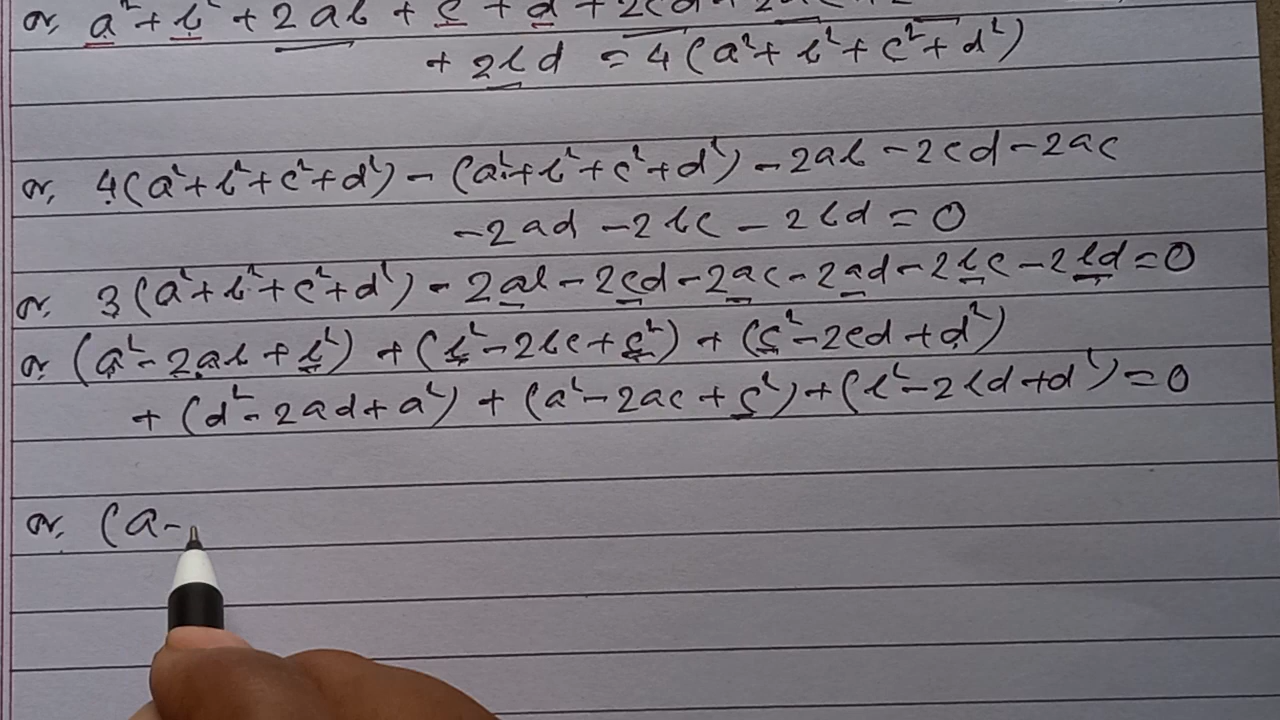 or, a² + b² + 2ab + c² + d² + 2cd + 2ac +
+ 2bd = 4(a² + b² + c² + d²)
or, 4(a² + b² + c² + d²) - (a² + b² + c² + d²) - 2ab - 2cd - 2ac
- 2ad - 2bc - 2bd = 0
or, 3(a² + b² + c² + d²) - 2ab - 2cd - 2ac - 2ad - 2bc - 2bd = 0
or (a² - 2ab + b²) + (b² - 2bc + c²) + (c² - 2cd + d²)
+ (d² - 2ad + a²) + (a² - 2ac + c²) + (b² - 2bd + d²) = 0
or, (a -